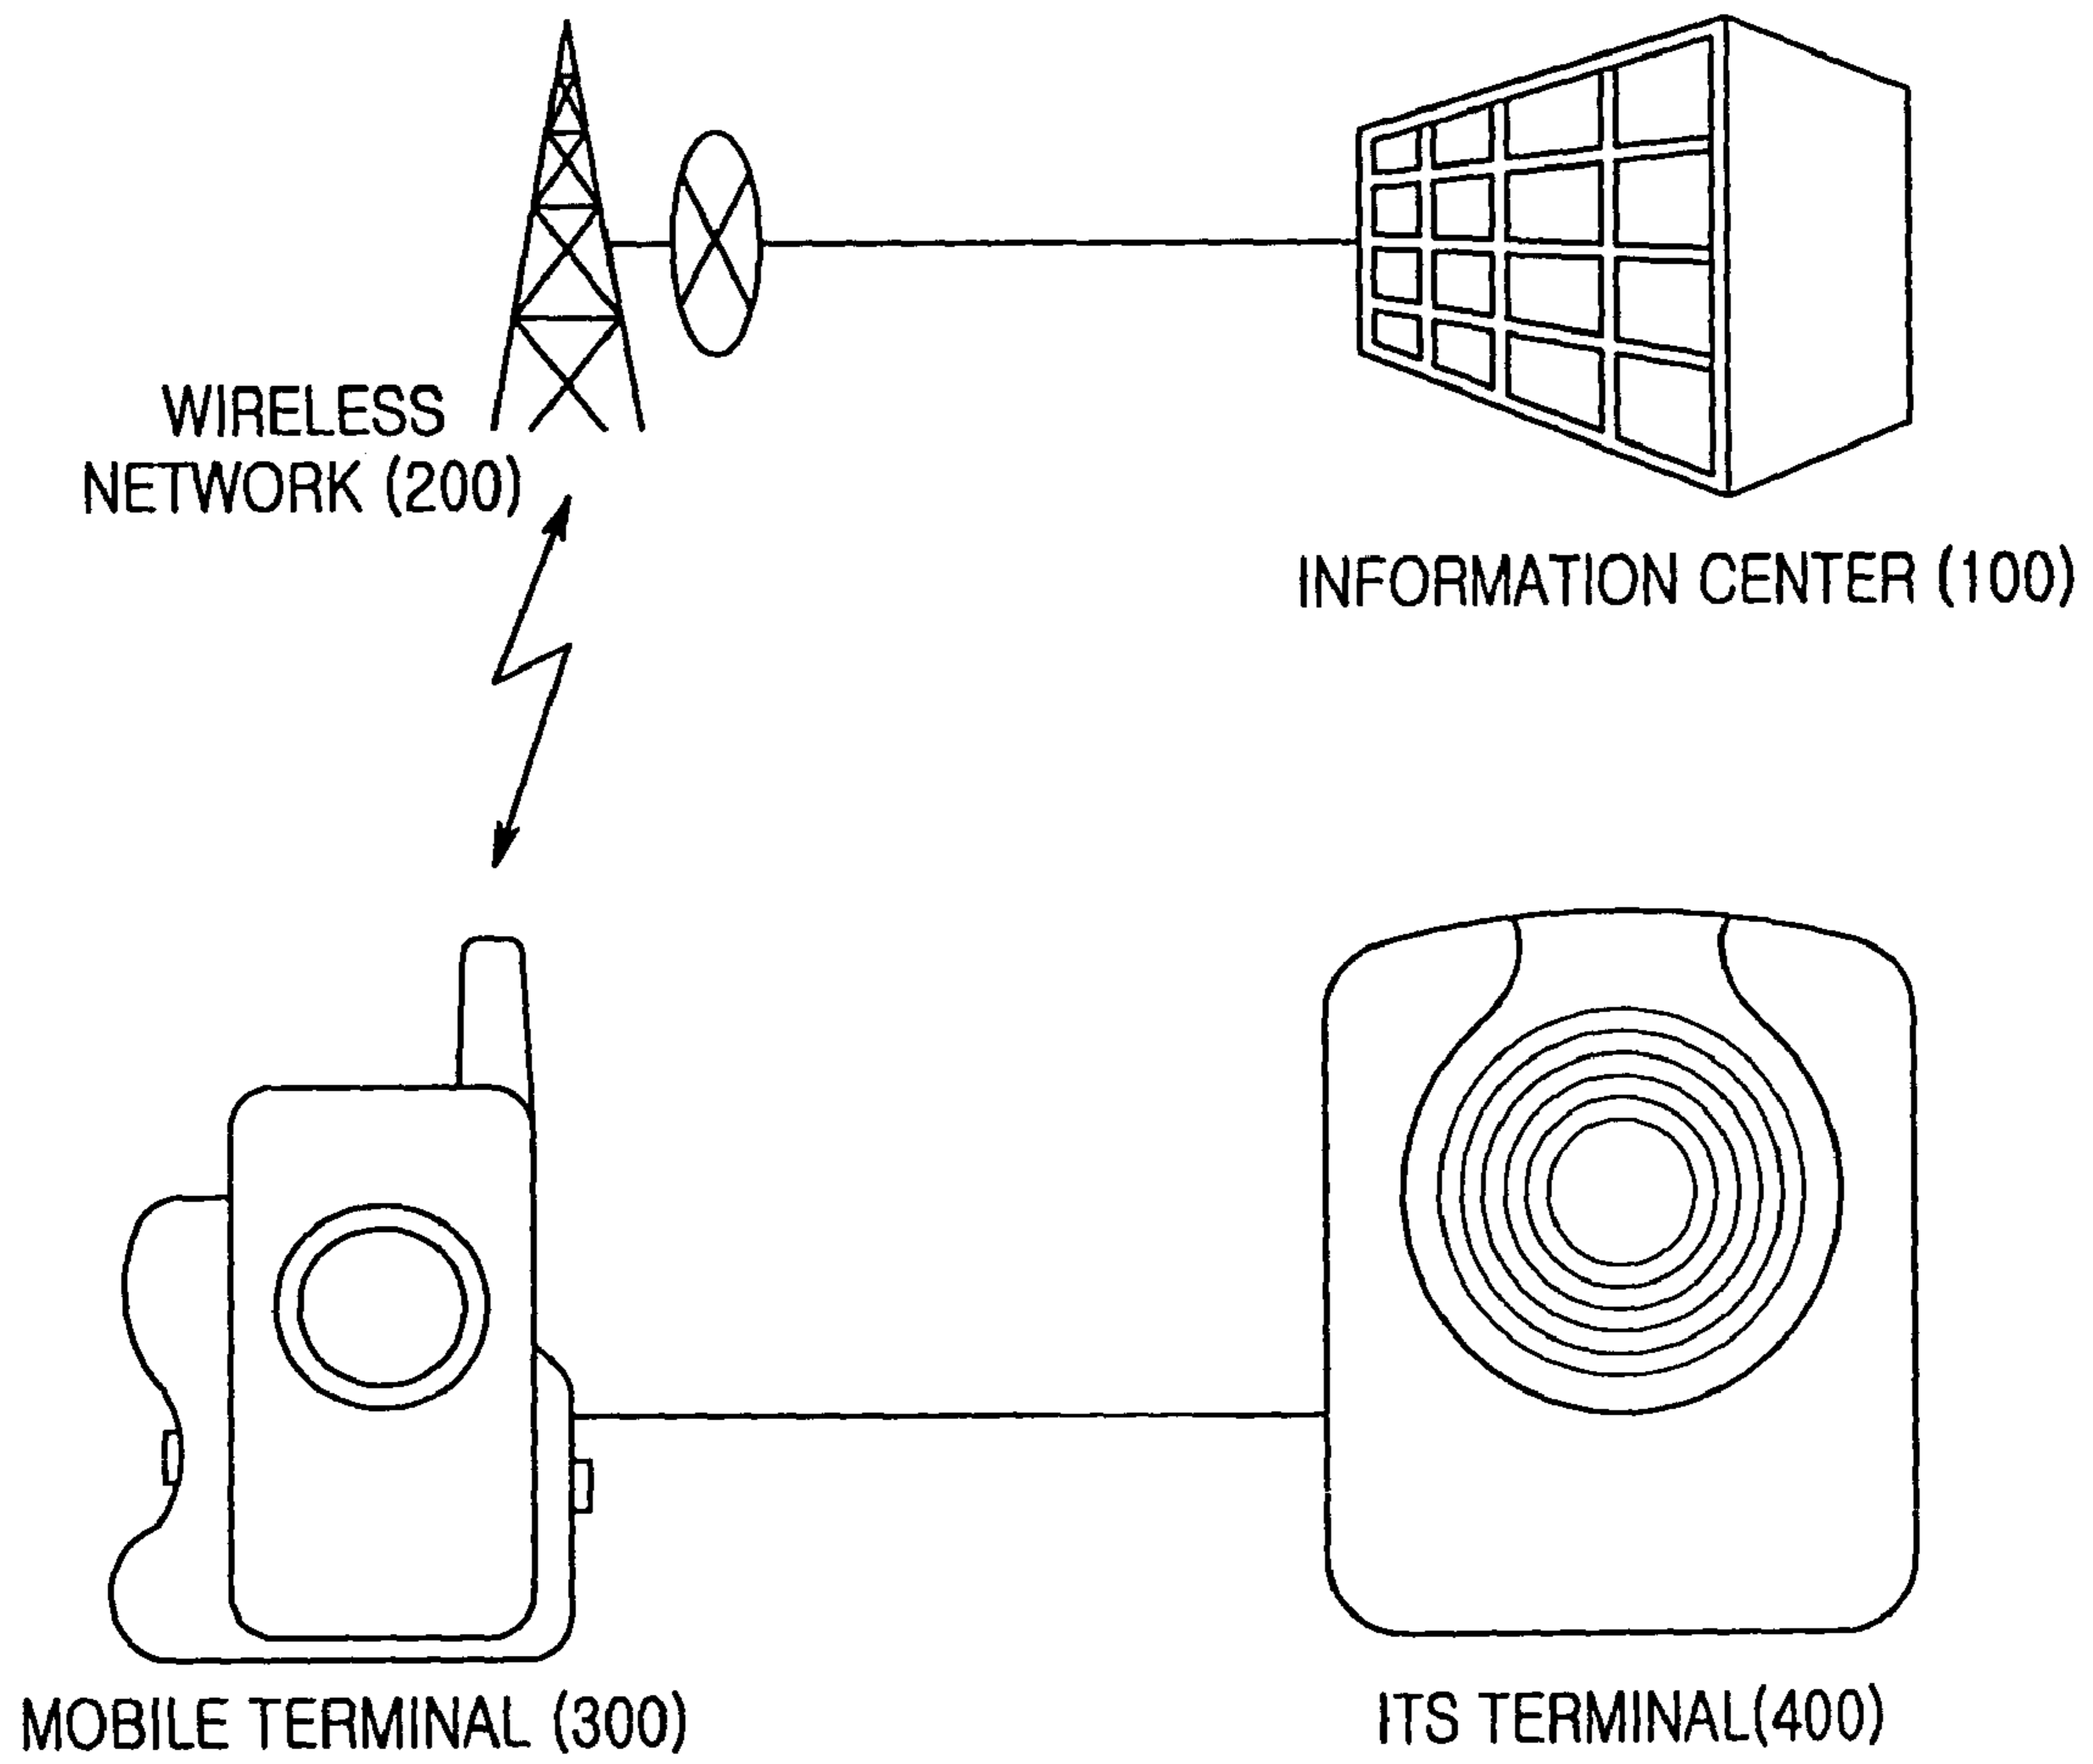 WIRELESS
NETWORK (200)
INFORMATION CENTER (100)
MOBILE TERMINAL (300)
ITS TERMINAL(400)